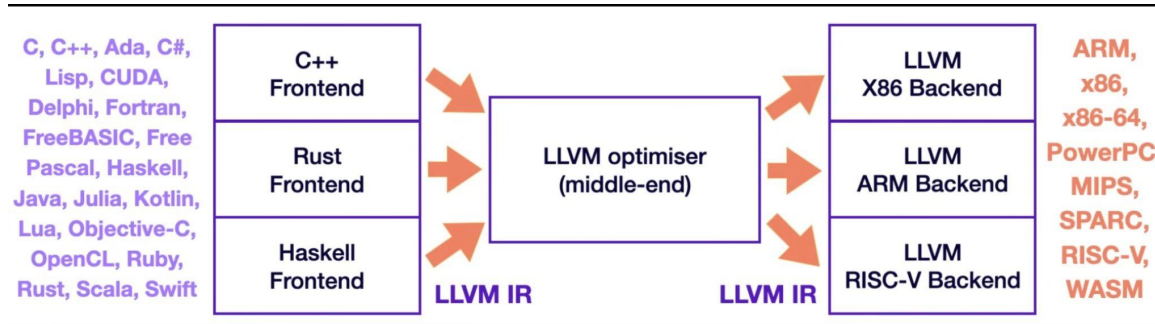 C, C++, Ada, C#,
Lisp, CUDA,
Delphi, Fortran,
FreeBASIC, Free
Pascal, Haskell,
Java, Julia, Kotlin,
Lua, Objective-C,
OpenCL, Ruby,
Rust, Scala, Swift
C++
Frontend
Rust
Frontend
Haskell
Frontend
LLVM IR
LLVM optimiser
(middle-end)
LLVM IR
LLVM
X86 Backend
LLVM
ARM Backend
LLVM
RISC-V Backend
ARM,
x86,
x86-64,
PowerPC
MIPS,
SPARC,
RISC-V,
WASM